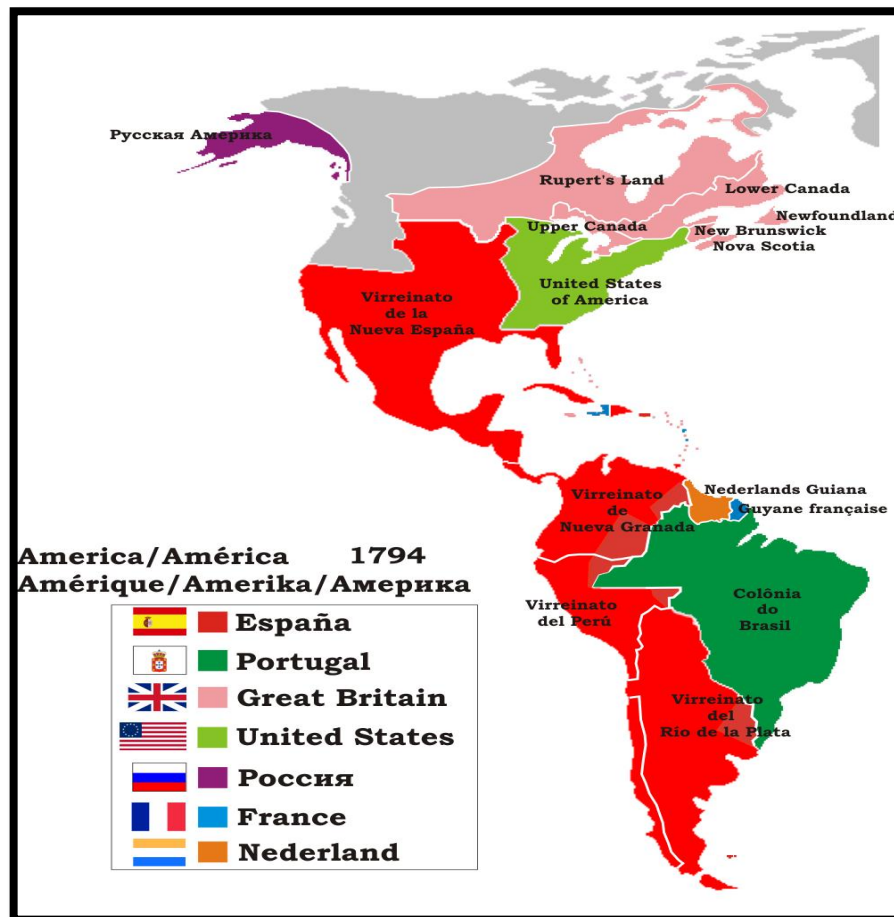 Русская Америка
Rupert's Land
Lower Canada
Newfoundland
Upper Canada
New Brunswick
Nova Scotia
United States
of America
Virreinato
de la
Nueva España
Nederlands Guiana
Guyane française
Virreinato
de
Nueva Granada
America/América 1794
Amérique/Amerika/Америка
Virreinato
del Perú
Colônia
do
Brasil
Virreinato
del
Río de la Plata
España
Portugal
Great Britain
United States
Россия
France
Nederland